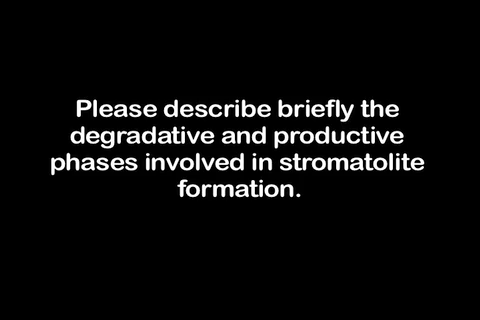 Please describe briefly the
degradative and productive
phases involved in stromatolite
formation.